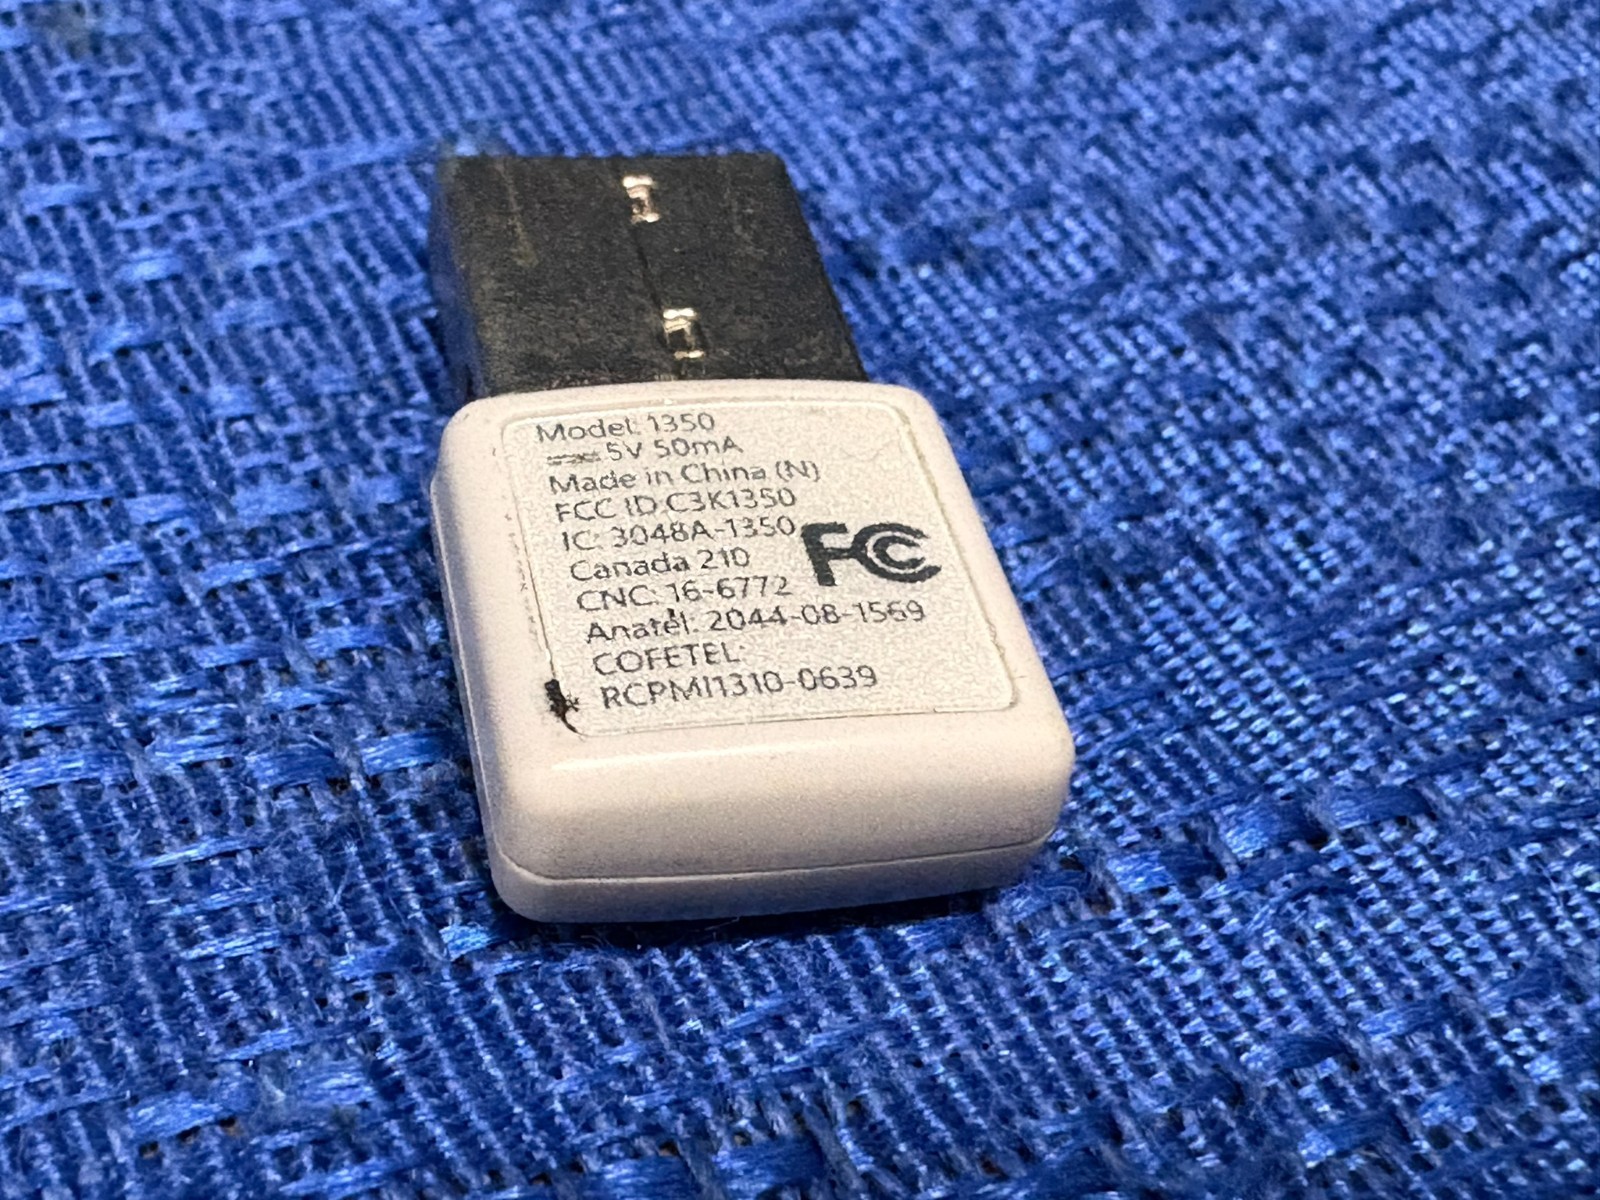 Model: 1350
5V 50mA
Made in China (N)
FCC ID:C3K1350
IC: 3048A-1350
Canada 210
CNC: 16-6772
Anatel: 2044-08-1569
COFETEL:
RCPMI1310-0639
FC